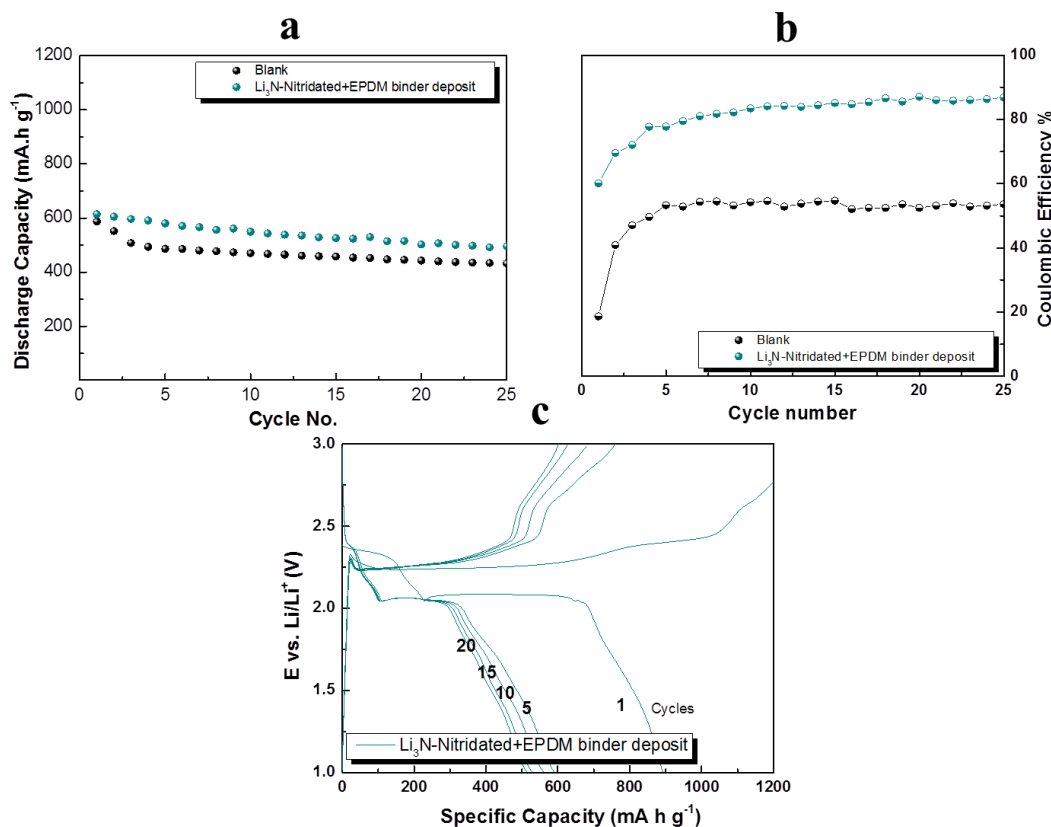 a
1200
1000
800
600
400
200
0
5
10
15
20
25
Discharge Capacity (mA.h g⁻¹)
Cycle No.
Blank
Li₃N-Nitridated+EPDM binder deposit
b
100
80
60
40
20
0
0
5
10
15
20
25
Coulombic Efficiency %
Cycle number
Blank
Li₃N-Nitridated+EPDM binder deposit
c
3.0
2.5
2.0
1.5
1.0
0
200
400
600
800
1000
1200
E vs. Li/Li⁺ (V)
Specific Capacity (mA h g⁻¹)
20
15
10
5
1
Cycles
Li₃N-Nitridated+EPDM binder deposit